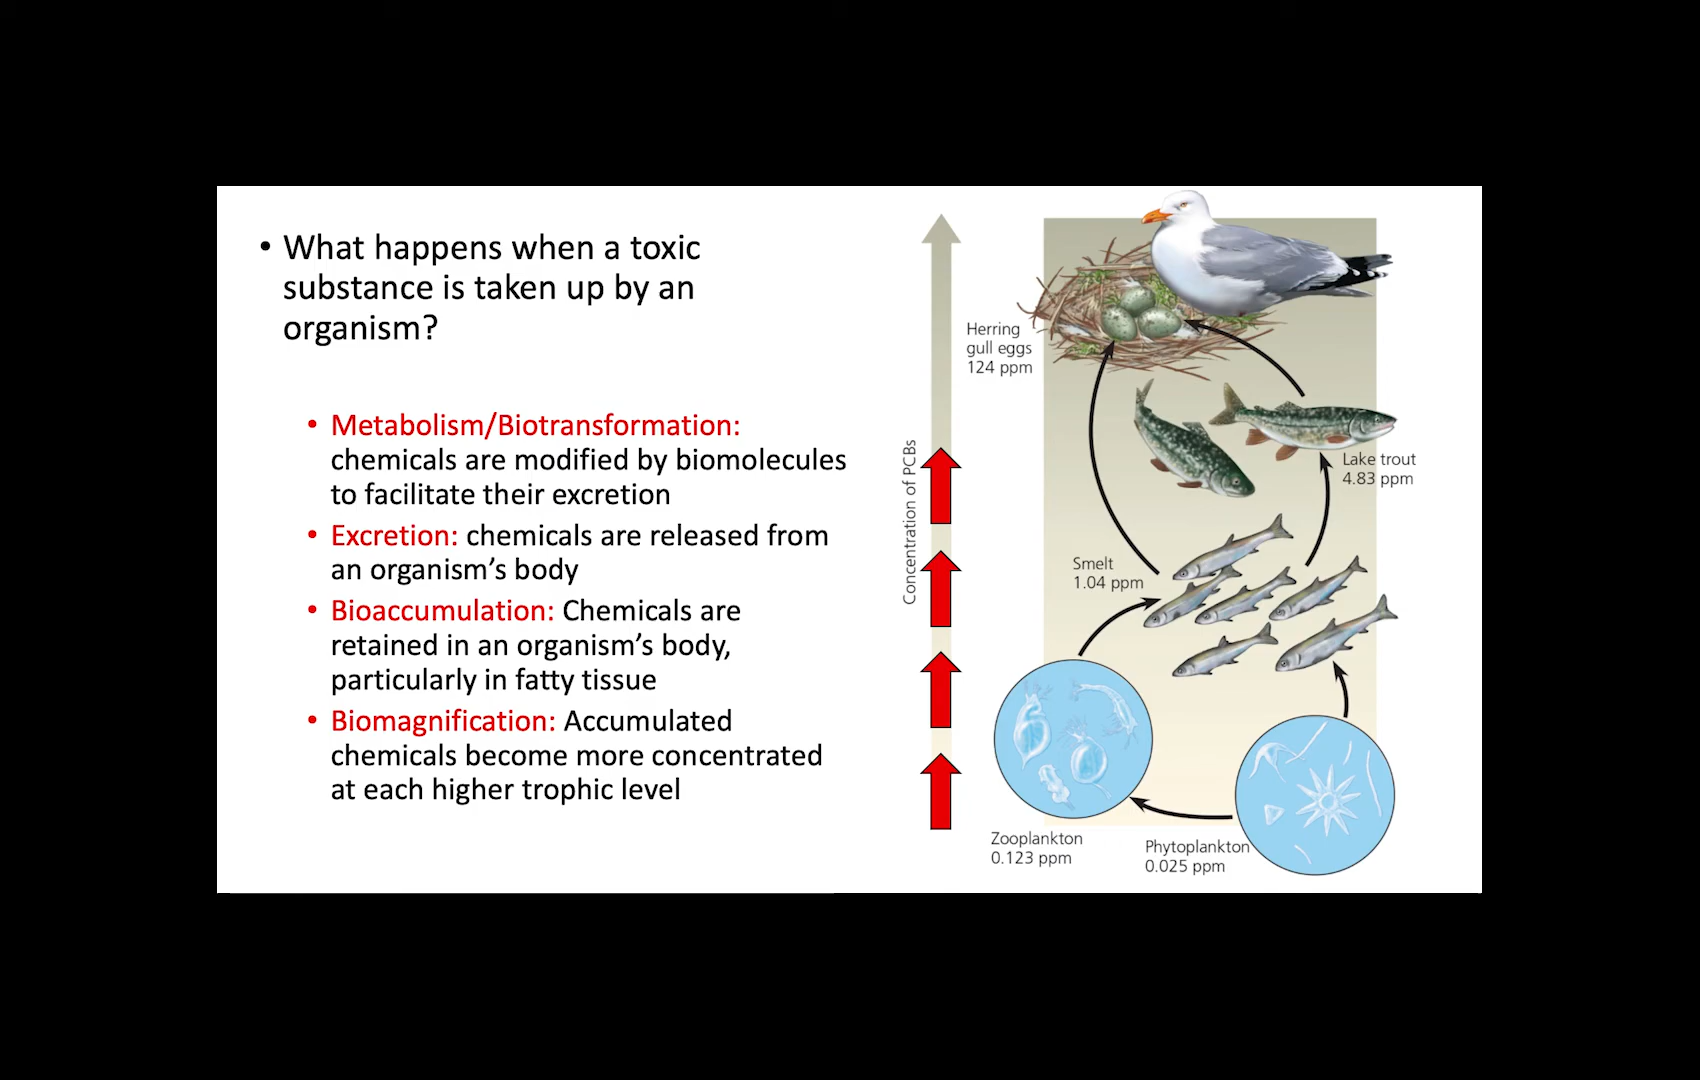 • What happens when a toxic
substance is taken up by an
organism?
• Metabolism/Biotransformation:
chemicals are modified by biomolecules
to facilitate their excretion
• Excretion: chemicals are released from
an organism's body
• Bioaccumulation: Chemicals are
retained in an organism's body,
particularly in fatty tissue
• Biomagnification: Accumulated
chemicals become more concentrated
at each higher trophic level
Concentration of PCBs
Herring
gull eggs
124 ppm
Lake trout
4.83 ppm
Smelt
1.04 ppm
Zooplankton
0.123 ppm
Phytoplankton
0.025 ppm